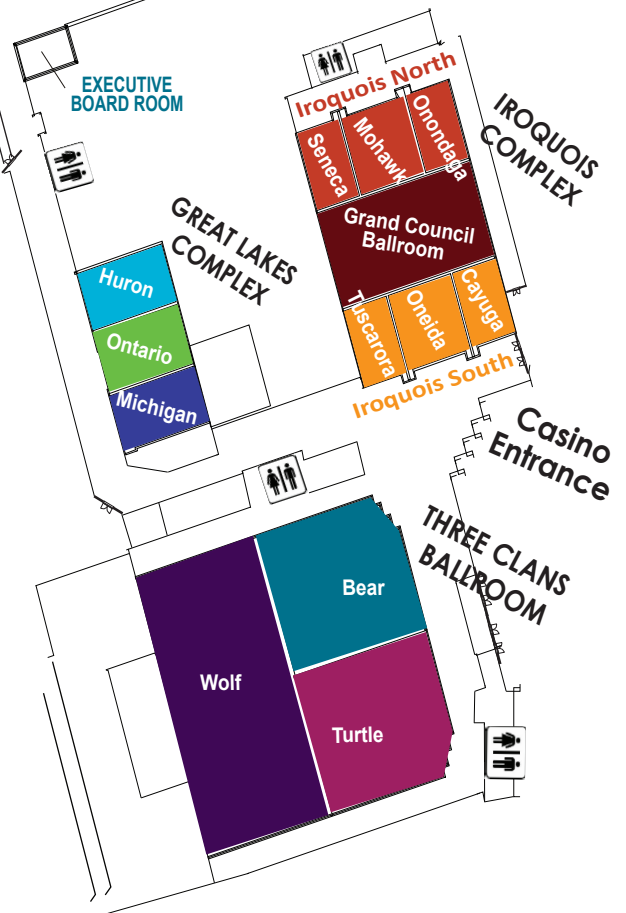 EXECUTIVE
BOARD ROOM
Iroquois North
Seneca
Mohawk
Onondaga
IROQUOIS
COMPLEX
Grand Council
Ballroom
GREAT LAKES
COMPLEX
Huron
Ontario
Michigan
Tuscarora
Oneida
Cayuga
Iroquois South
Casino
Entrance
THREE CLANS
BALLROOM
Bear
Wolf
Turtle